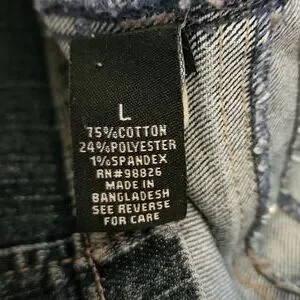 L
75%COTTON
24%POLYESTER
1%SPANDEX
RN#98826
MADE IN
BANGLADESH
SEE REVERSE
FOR CARE